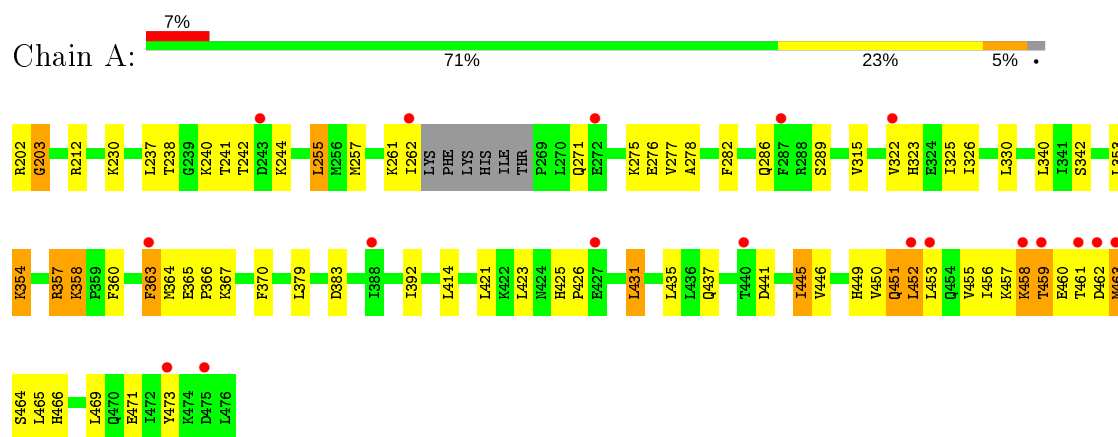 7%
Chain A:
71% 23% 5% •
R202 G203 R212 K230 L237 T238 G239 K240 T241 T242 D243 K244 L255 M256 M257 K261 I262 LYS PHE LYS HIS ILE THR P269 L270 Q271 E272 K275 E276 V277 A278 F282 Q286 F287 R288 S289 V315 V322 H323 E324 I325 I326 L330 L340 I341 S342 L353
K354 R357 K358 P359 F360 F363 M364 E365 P366 K367 F370 L379 D383 I388 I392 L414 L421 K422 L423 N424 H425 P426 E427 L431 L435 L436 Q437 T440 D441 I445 V446 H449 V450 Q451 L452 L453 Q454 V455 I456 K457 K458 T459 E460 T461 D462 M463
S464 L465 H466 L469 Q470 E471 I472 Y473 K474 D475 L476